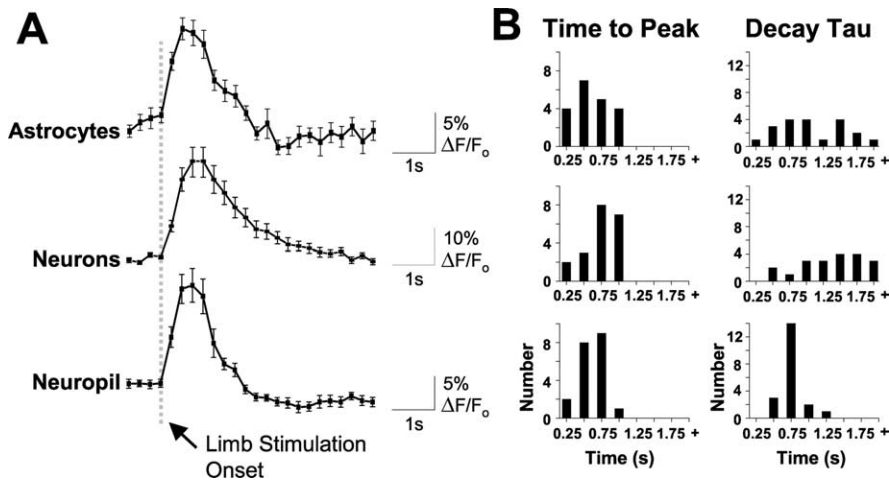 A
Astrocytes
5%
ΔF/Fo
1s
Neurons
10%
ΔF/Fo
1s
Neuropil
5%
ΔF/Fo
1s
Limb Stimulation
Onset
B
Time to Peak
Decay Tau
8
4
0
0.25 0.75 1.25 1.75 +
12
8
4
0
0.25 0.75 1.25 1.75 +
8
4
0
0.25 0.75 1.25 1.75 +
12
8
4
0
0.25 0.75 1.25 1.75 +
Number
8
4
0
0.25 0.75 1.25 1.75 +
Time (s)
Number
12
8
4
0
0.25 0.75 1.25 1.75 +
Time (s)